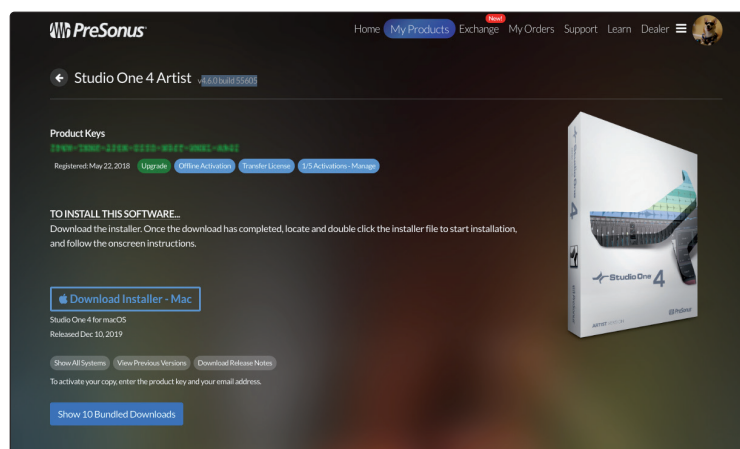 PreSonus
Home My Products Exchange New! My Orders Support Learn Dealer
Studio One 4 Artist v4.6.0 build 55605
Product Keys
Registered: May 22, 2018 Upgrade Offline Activation Transfer License 1/5 Activations - Manage
TO INSTALL THIS SOFTWARE...
Download the installer. Once the download has completed, locate and double click the installer file to start installation,
and follow the onscreen instructions.
Download Installer - Mac
Studio One 4 for macOS
Released Dec 10, 2019
Show All Systems View Previous Versions Download Release Notes
To activate your copy, enter the product key and your email address.
Show 10 Bundled Downloads
Studio One 4
PreSonus